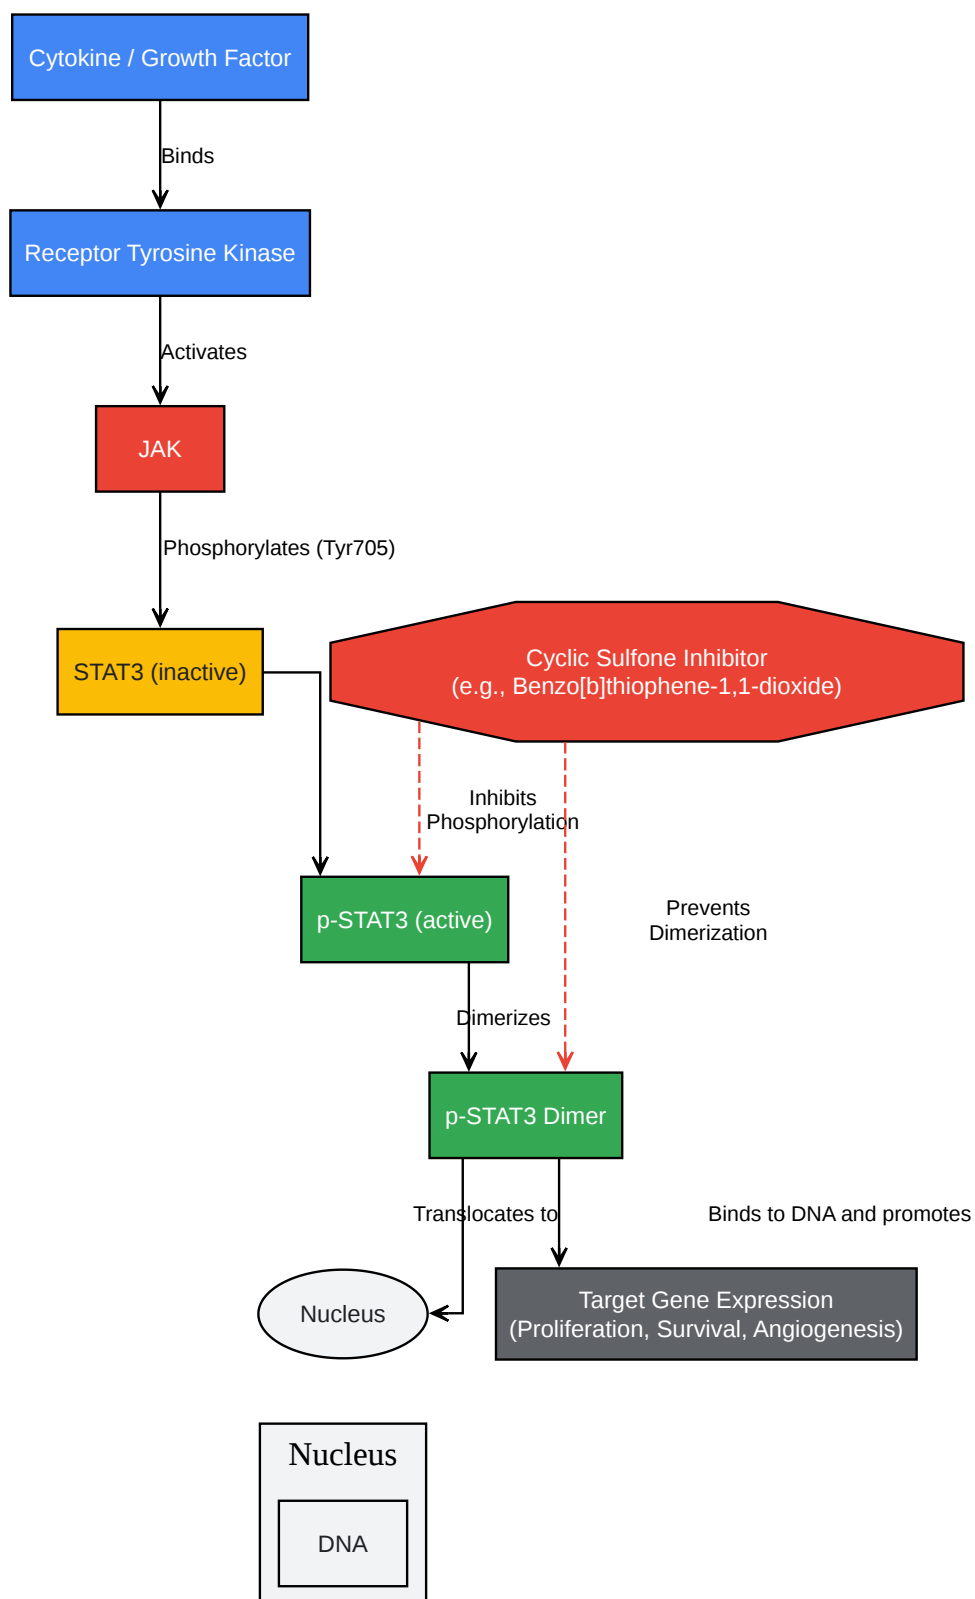 Cytokine / Growth Factor
Binds
Receptor Tyrosine Kinase
Activates
JAK
Phosphorylates (Tyr705)
STAT3 (inactive)
Cyclic Sulfone Inhibitor
(e.g., Benzo[b]thiophene-1,1-dioxide)
Inhibits
Phosphorylation
p-STAT3 (active)
Prevents
Dimerization
Dimerizes
p-STAT3 Dimer
Translocates to
Binds to DNA and promotes
Nucleus
Target Gene Expression
(Proliferation, Survival, Angiogenesis)
Nucleus
DNA